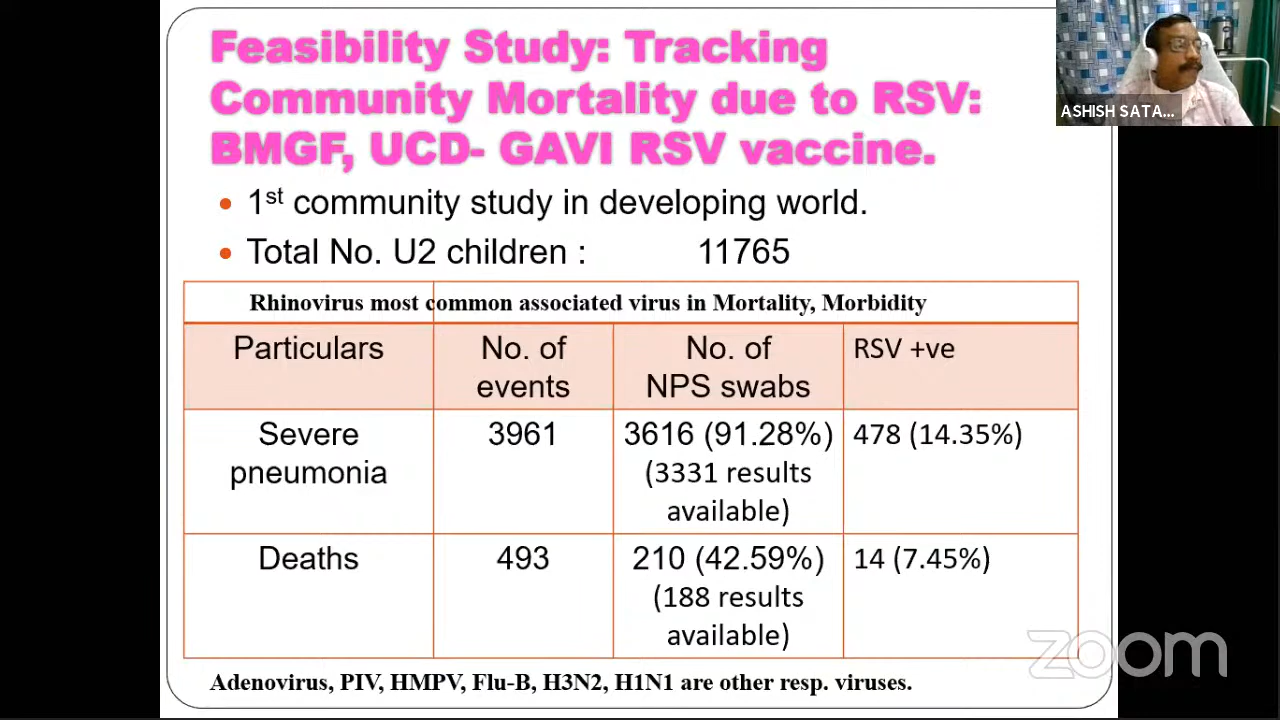 Feasibility Study: Tracking
Community Mortality due to RSV:
BMGF, UCD- GAVI RSV vaccine.
ASHISH SATA...
• 1st community study in developing world.
• Total No. U2 children : 11765
Rhinovirus most common associated virus in Mortality, Morbidity
Particulars No. of events No. of NPS swabs RSV +ve
Severe pneumonia 3961 3616 (91.28%) (3331 results available) 478 (14.35%)
Deaths 493 210 (42.59%) (188 results available) 14 (7.45%)
zoom
Adenovirus, PIV, HMPV, Flu-B, H3N2, H1N1 are other resp. viruses.